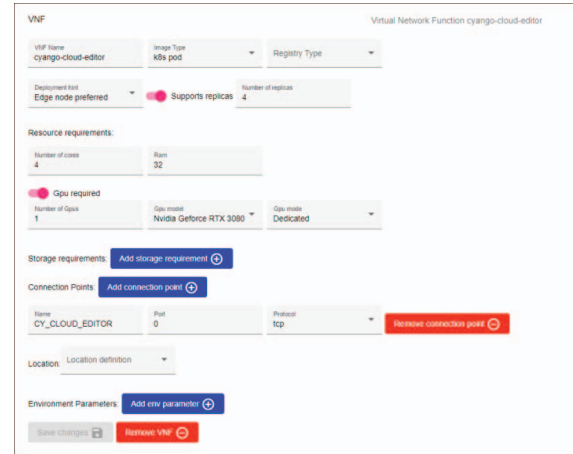 VNF
Virtual Network Function cyango-cloud-editor
VNF Name
Image Type
cyango-cloud-editor
k8s pod
Registry Type
Deployment hint
Number of replicas
Edge node preferred
Supports replicas
4
Resource requirements:
Number of cores
Ram
4
32
Gpu required
Number of Gpus
Gpu model
Gpu mode
1
Nvidia Geforce RTX 3080
Dedicated
Storage requirements:
Add storage requirement
Connection Points:
Add connection point
Name
Port
Protocol
CY_CLOUD_EDITOR
0
tcp
Remove connection point
Location:
Location definition
Environment Parameters:
Add env parameter
Save changes
Remove VNF